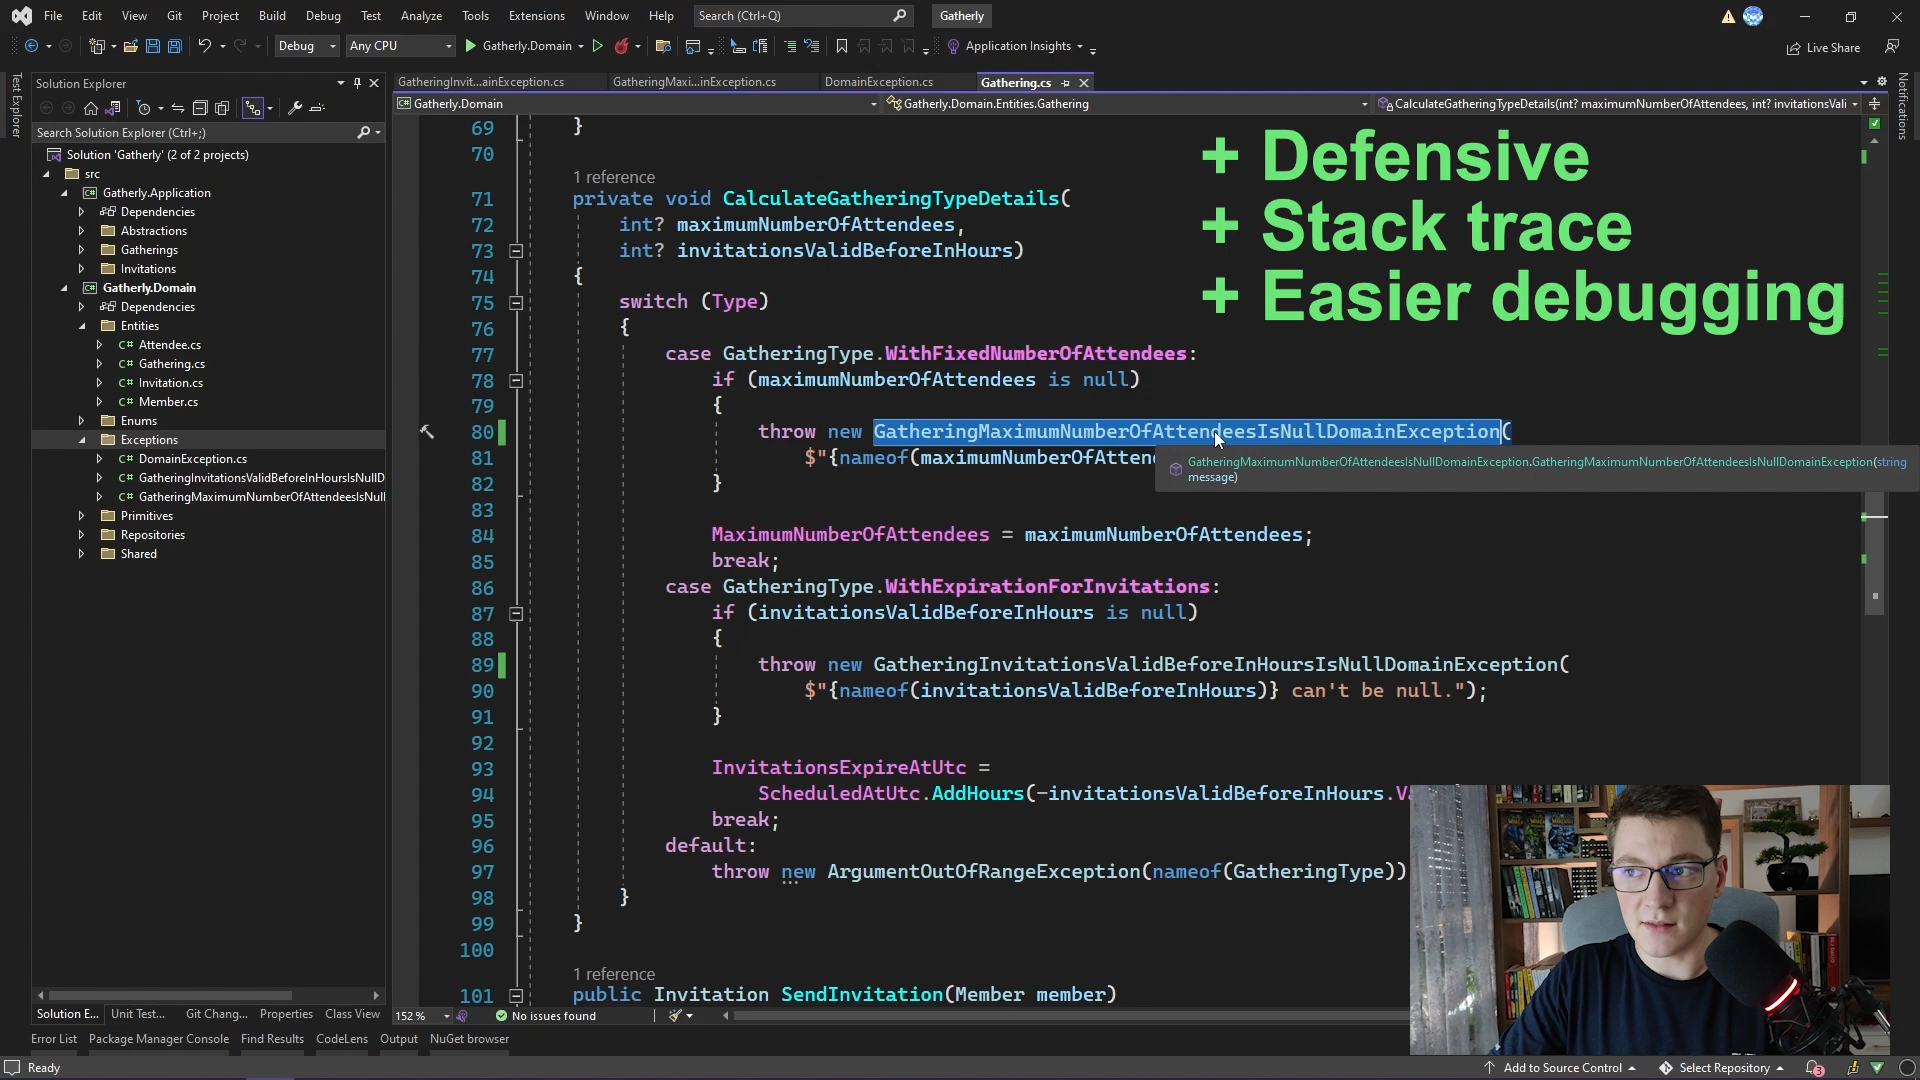 File Edit View Git Project Build Debug Test Analyze Tools Extensions Window Help Search (Ctrl+Q) Gatherly
Debug Any CPU Gatherly.Domain Application Insights Live Share
Test Explorer
Solution Explorer
Search Solution Explorer (Ctrl+;)
Solution 'Gatherly' (2 of 2 projects)
src
Gatherly.Application
Dependencies
Abstractions
Gatherings
Invitations
Gatherly.Domain
Dependencies
Entities
C# Attendee.cs
C# Gathering.cs
C# Invitation.cs
C# Member.cs
Enums
Exceptions
C# DomainException.cs
C# GatheringInvitationsValidBeforeInHoursIsNullD
C# GatheringMaximumNumberOfAttendeesIsNull
Primitives
Repositories
Shared
Solution E... Unit Test... Git Chang... Properties Class View
GatheringInvit...ainException.cs GatheringMaxi...inException.cs DomainException.cs Gathering.cs
Gatherly.Domain Gatherly.Domain.Entities.Gathering CalculateGatheringTypeDetails(int? maximumNumberOfAttendees, int? invitationsVali
Notifications
+ Defensive
+ Stack trace
+ Easier debugging
69 }
70
1 reference
71 private void CalculateGatheringTypeDetails(
72 int? maximumNumberOfAttendees,
73 int? invitationsValidBeforeInHours)
74 {
75 switch (Type)
76 {
77 case GatheringType.WithFixedNumberOfAttendees:
78 if (maximumNumberOfAttendees is null)
79 {
80 throw new GatheringMaximumNumberOfAttendeesIsNullDomainException(
81 $"{nameof(maximumNumberOfAttend
GatheringMaximumNumberOfAttendeesIsNullDomainException.GatheringMaximumNumberOfAttendeesIsNullDomainException(string
message)
82 }
83
84 MaximumNumberOfAttendees = maximumNumberOfAttendees;
85 break;
86 case GatheringType.WithExpirationForInvitations:
87 if (invitationsValidBeforeInHours is null)
88 {
89 throw new GatheringInvitationsValidBeforeInHoursIsNullDomainException(
90 $"{nameof(invitationsValidBeforeInHours)} can't be null.");
91 }
92
93 InvitationsExpireAtUtc =
94 ScheduledAtUtc.AddHours(-invitationsValidBeforeInHours.Va
95 break;
96 default:
97 throw new ArgumentOutOfRangeException(nameof(GatheringType))
98 }
99 }
100
1 reference
101 public Invitation SendInvitation(Member member)
152 % No issues found
Error List Package Manager Console Find Results CodeLens Output NuGet browser
Ready Add to Source Control Select Repository 3